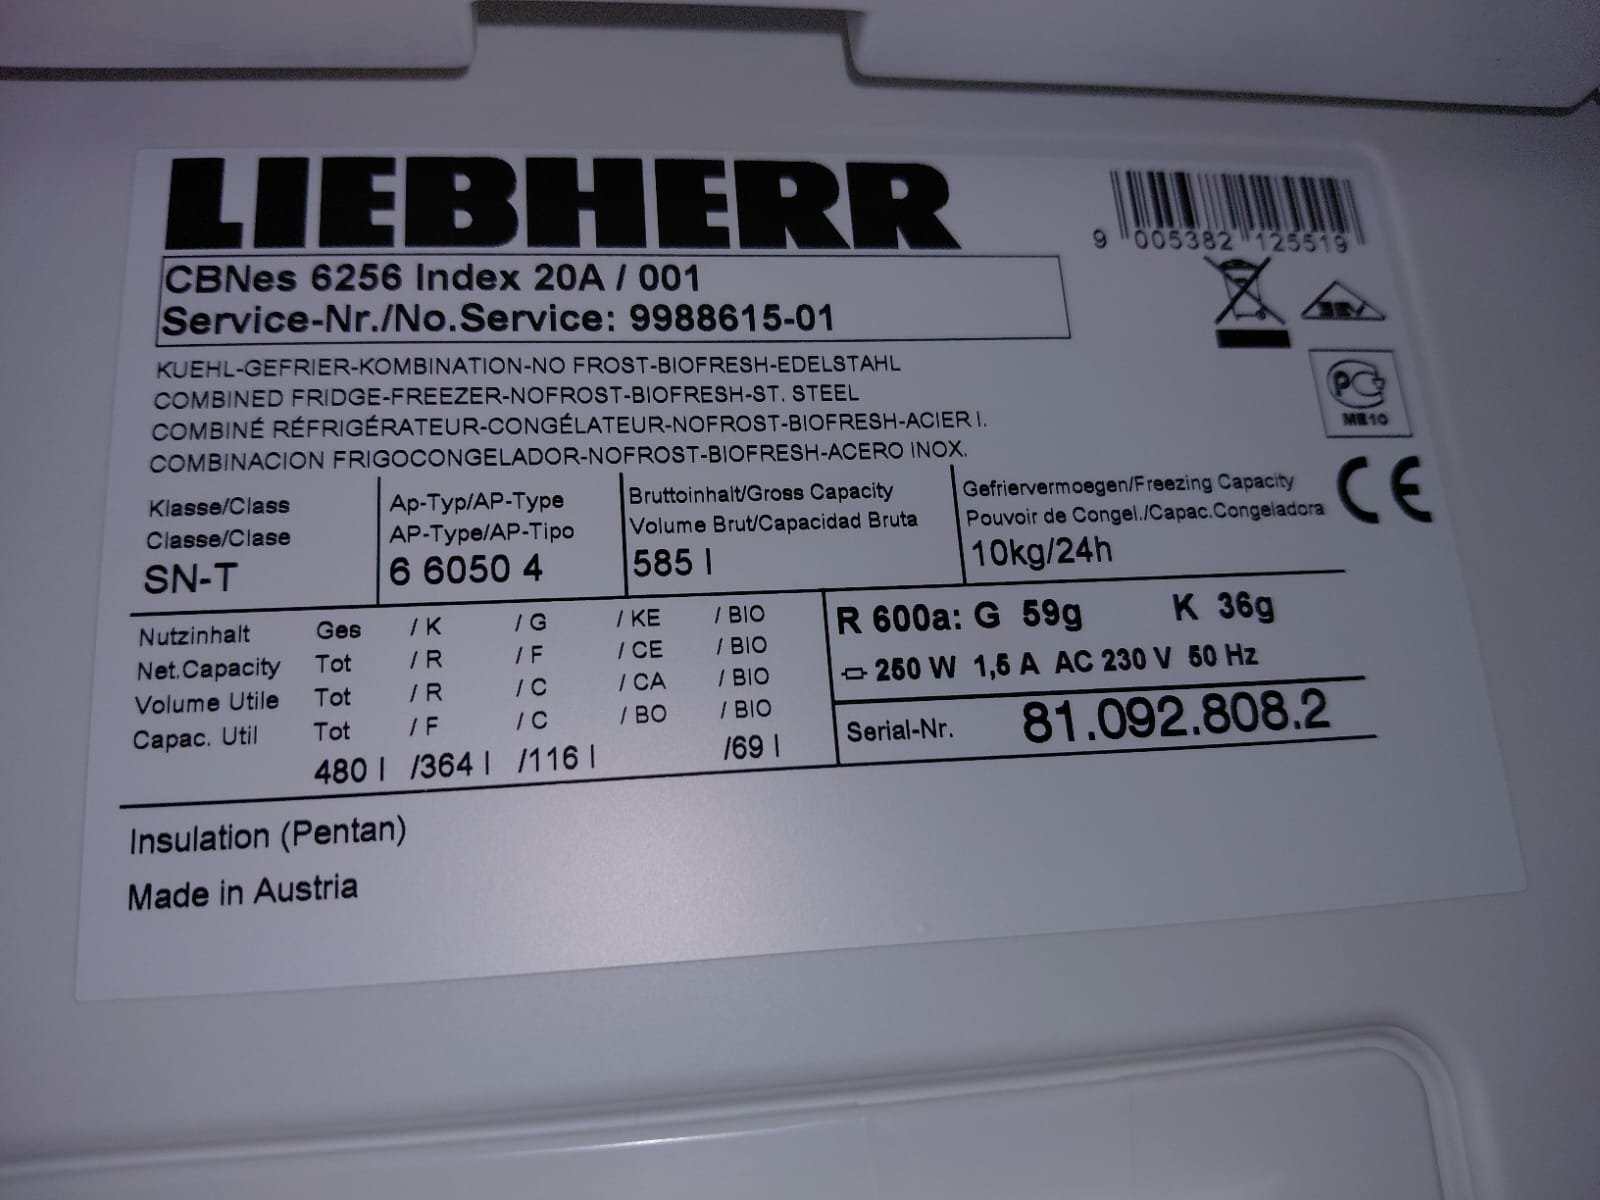 LIEBHERR
9 005382 125519
CBNes 6256 Index 20A / 001
Service-Nr./No.Service: 9988615-01
KUEHL-GEFRIER-KOMBINATION-NO FROST-BIOFRESH-EDELSTAHL
COMBINED FRIDGE-FREEZER-NOFROST-BIOFRESH-ST. STEEL
COMBINÉ RÉFRIGÉRATEUR-CONGÉLATEUR-NOFROST-BIOFRESH-ACIER I.
COMBINACION FRIGOCONGELADOR-NOFROST-BIOFRESH-ACERO INOX.
PC
ME10
CE
Klasse/Class
Classe/Clase
SN-T
Ap-Typ/AP-Type
AP-Type/AP-Tipo
6 6050 4
Bruttoinhalt/Gross Capacity
Volume Brut/Capacidad Bruta
585 l
Gefriervermoegen/Freezing Capacity
Pouvoir de Congel./Capac.Congeladora
10kg/24h
Nutzinhalt Ges / K / G / KE / BIO
Net.Capacity Tot / R / F / CE / BIO
Volume Utile Tot / R / C / CA / BIO
Capac. Util Tot / F / C / BO / BIO
480 l /364 l /116 l /69 l
R 600a: G 59g K 36g
250 W 1,5 A AC 230 V 50 Hz
Serial-Nr. 81.092.808.2
Insulation (Pentan)
Made in Austria